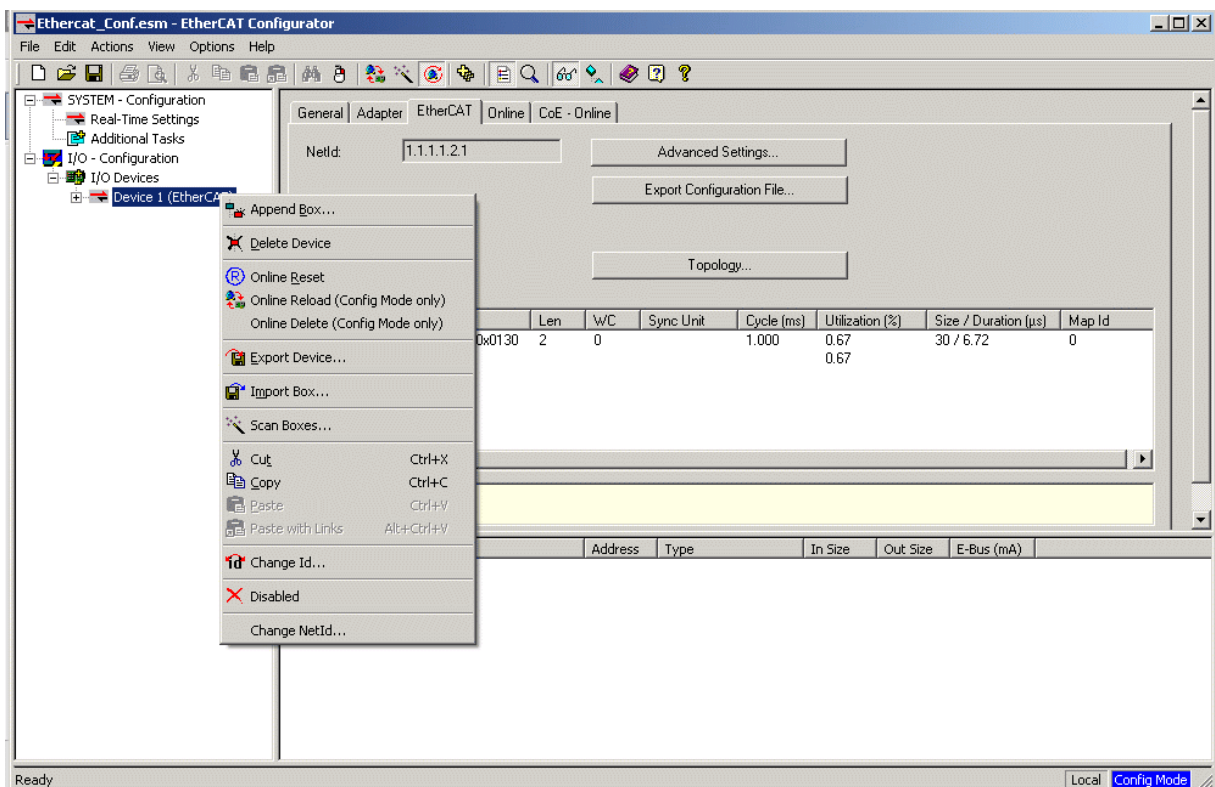 Ethercat_Conf.esm - EtherCAT Configurator
File Edit Actions View Options Help
SYSTEM - Configuration
Real-Time Settings
Additional Tasks
I/O - Configuration
I/O Devices
Device 1 (EtherCAT)
General Adapter EtherCAT Online CoE - Online
NetId: 1.1.1.1.2.1
Advanced Settings...
Export Configuration File...
Topology...
Append Box...
Delete Device
Online Reset
Online Reload (Config Mode only)
Online Delete (Config Mode only)
Export Device...
Import Box...
Scan Boxes...
Cut Ctrl+X
Copy Ctrl+C
Paste Ctrl+V
Paste with Links Alt+Ctrl+V
Change Id...
Disabled
Change NetId...
Len WC Sync Unit Cycle (ms) Utilization (%) Size / Duration (µs) Map Id
0x0130 2 0 1.000 0.67 30 / 6.72 0
0.67
Address Type In Size Out Size E-Bus (mA)
Ready Local Config Mode